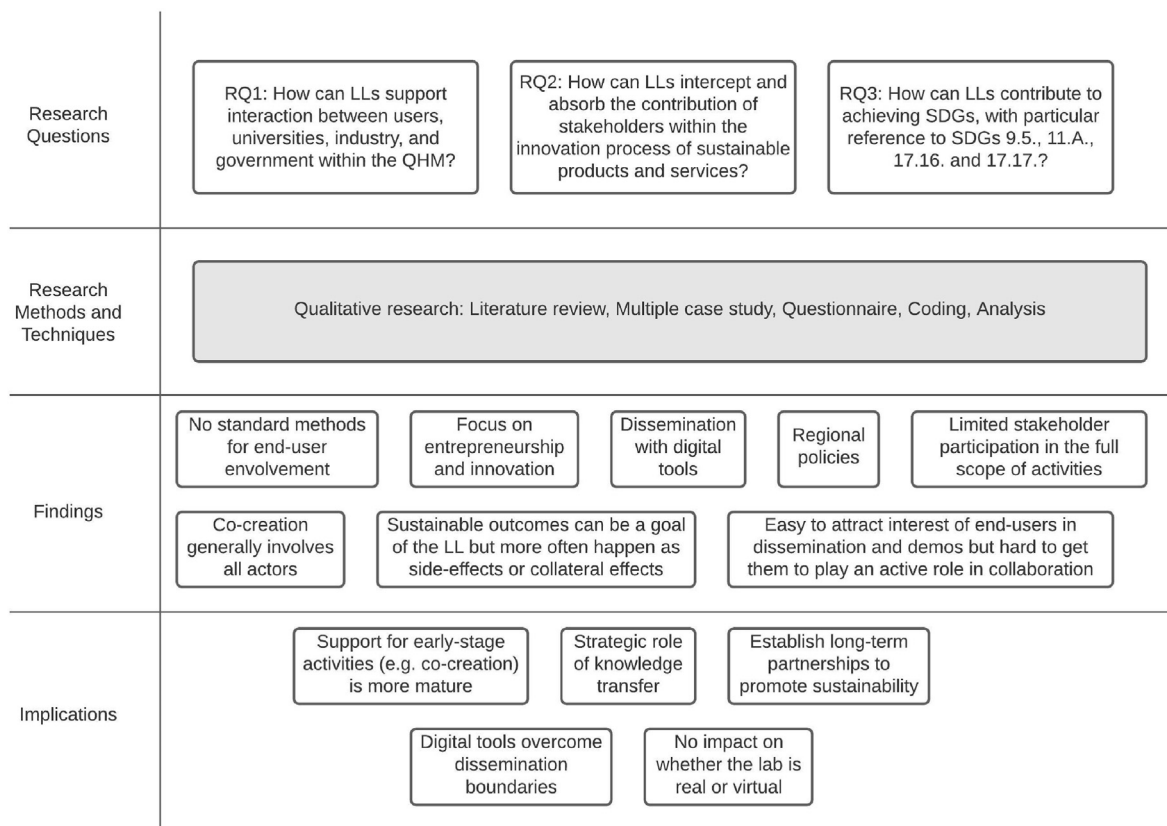 Research
Questions
RQ1: How can LLs support
interaction between users,
universities, industry, and
government within the QHM?
RQ2: How can LLs intercept and
absorb the contribution of
stakeholders within the
innovation process of sustainable
products and services?
RQ3: How can LLs contribute to
achieving SDGs, with particular
reference to SDGs 9.5., 11.A.,
17.16. and 17.17.?
Research
Methods and
Techniques
Qualitative research: Literature review, Multiple case study, Questionnaire, Coding, Analysis
Findings
No standard methods
for end-user
envolvement
Focus on
entrepreneurship
and innovation
Dissemination
with digital
tools
Regional
policies
Limited stakeholder
participation in the full
scope of activities
Co-creation
generally involves
all actors
Sustainable outcomes can be a goal
of the LL but more often happen as
side-effects or collateral effects
Easy to attract interest of end-users in
dissemination and demos but hard to get
them to play an active role in collaboration
Implications
Support for early-stage
activities (e.g. co-creation)
is more mature
Strategic role
of knowledge
transfer
Establish long-term
partnerships to
promote sustainability
Digital tools overcome
dissemination
boundaries
No impact on
whether the lab is
real or virtual